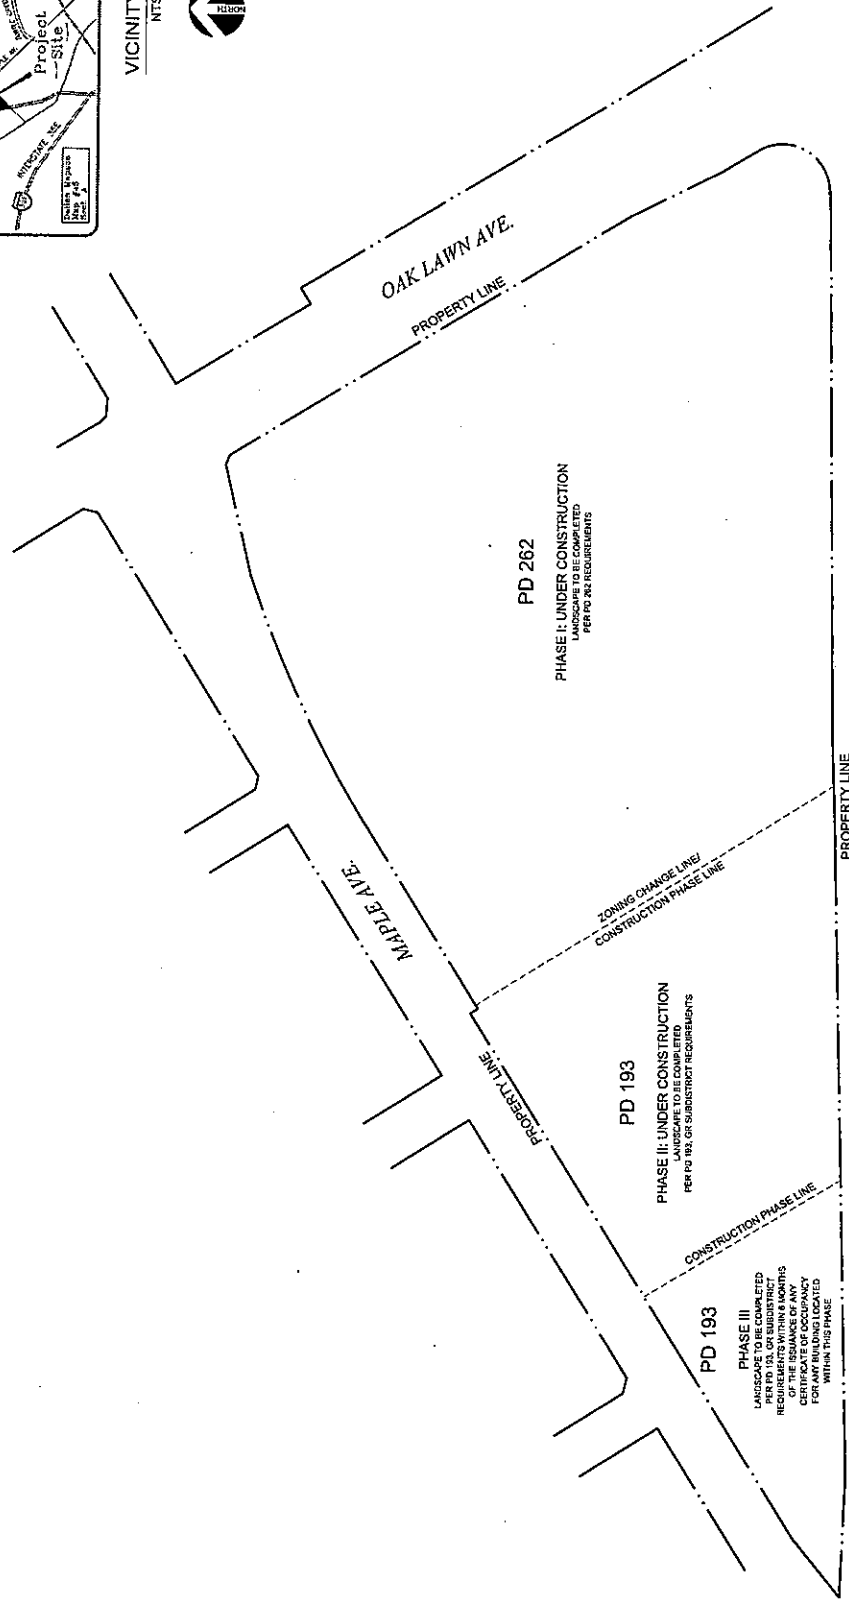 Project
Site
INTERSTATE 35E
VICINITY
NTS
NORTH
OAK LAWN AVE.
PROPERTY LINE
PD 262
PHASE I: UNDER CONSTRUCTION
LANDSCAPE TO BE COMPLETED
PER PD 262 REQUIREMENTS
MAPLE AVE.
ZONING CHANGE LINE/
CONSTRUCTION PHASE LINE
PROPERTY LINE
PROPERTY LINE
PD 193
PHASE II: UNDER CONSTRUCTION
LANDSCAPE TO BE COMPLETED
PER PD 193, GR SUBDISTRICT REQUIREMENTS
CONSTRUCTION PHASE LINE
PD 193
PHASE III
LANDSCAPE TO BE COMPLETED
PER PD 193, GR SUBDISTRICT
REQUIREMENTS WITHIN 6 MONTHS
OF THE ISSUANCE OF ANY
CERTIFICATE OF OCCUPANCY
FOR ANY BUILDING LOCATED
WITHIN THIS PHASE